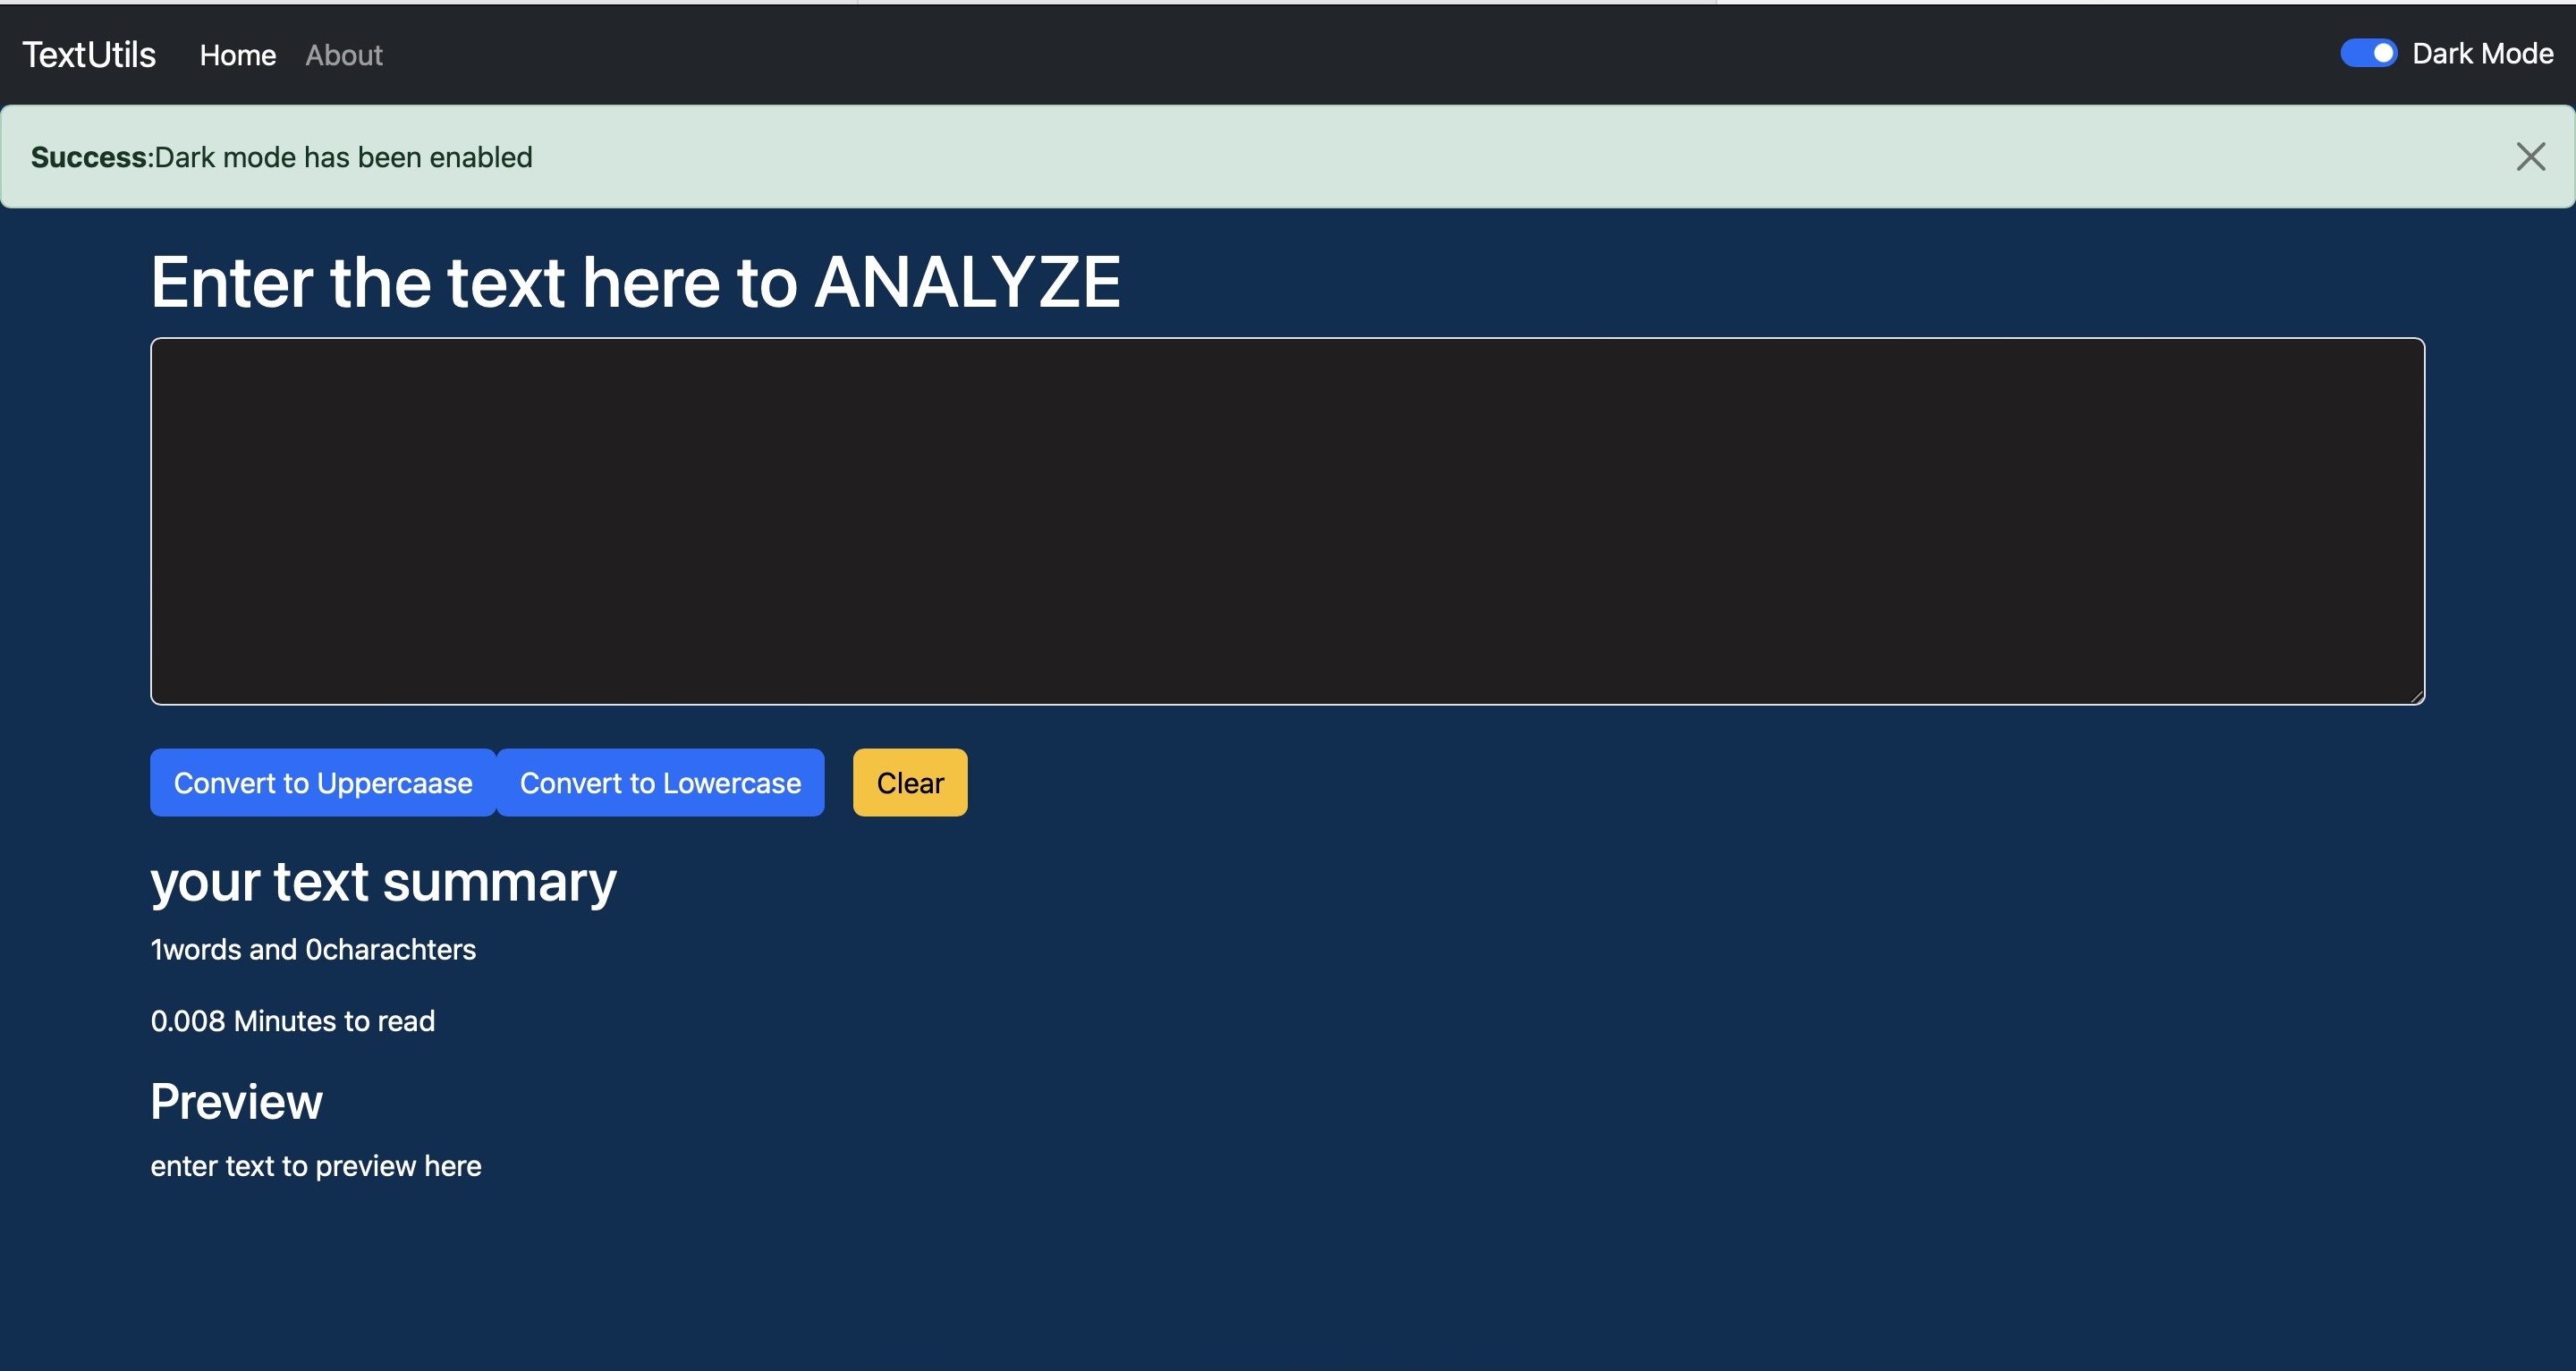 TextUtils Home About Dark Mode
Success:Dark mode has been enabled
Enter the text here to ANALYZE
Convert to Uppercaase Convert to Lowercase Clear
your text summary
1words and 0charachters
0.008 Minutes to read
Preview
enter text to preview here